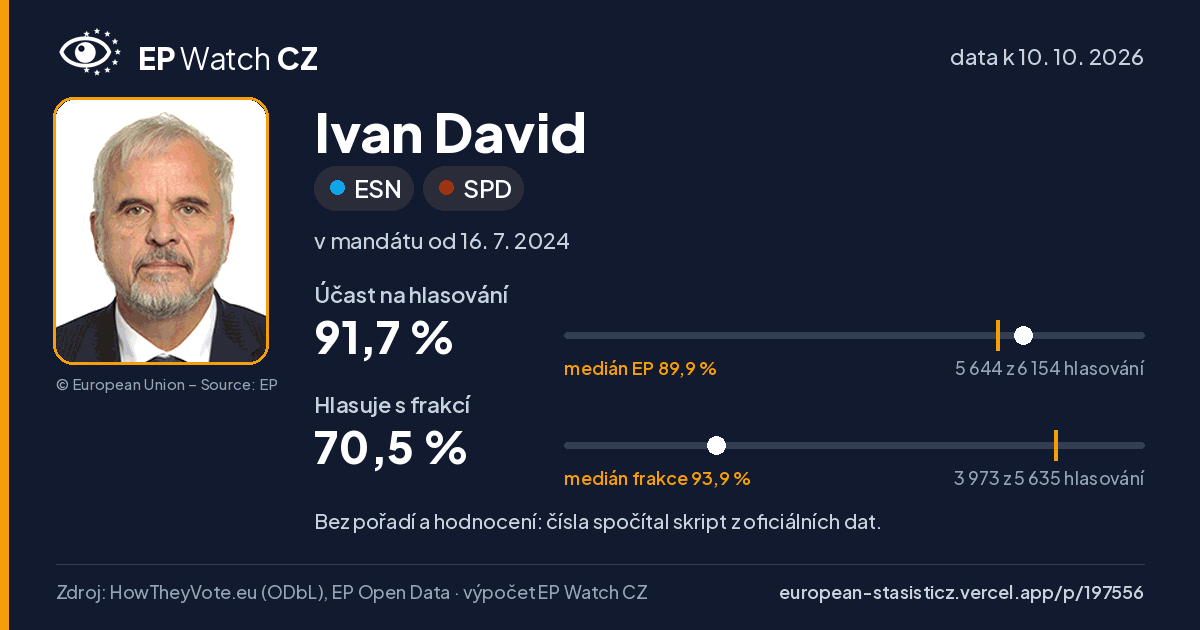 EP Watch CZ
data k 10. 10. 2026
Ivan David
ESN
SPD
v mandátu od 16. 7. 2024
Účast na hlasování
91,7 %
medián EP 89,9 %
5 644 z 6 154 hlasování
© European Union – Source: EP
Hlasuje s frakcí
70,5 %
medián frakce 93,9 %
3 973 z 5 635 hlasování
Bez pořadí a hodnocení: čísla spočítal skript z oficiálních dat.
Zdroj: HowTheyVote.eu (ODbL), EP Open Data · výpočet EP Watch CZ
european-stasisticz.vercel.app/p/197556